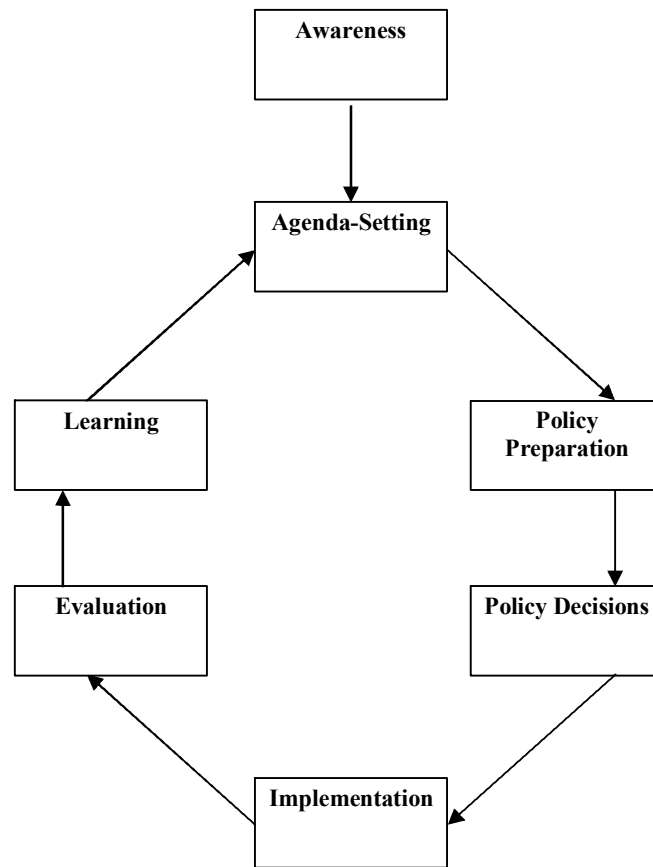 Awareness
Agenda-Setting
Learning
Policy
Preparation
Evaluation
Policy Decisions
Implementation